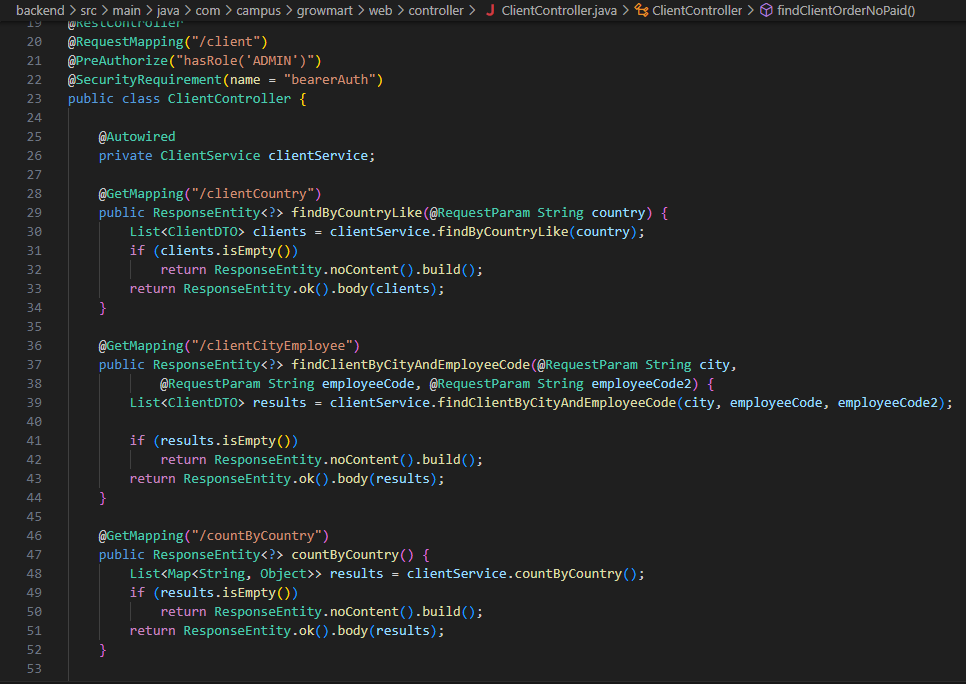 backend > src > main > java > com > campus > growmart > web > controller > J ClientController.java > ClientController > findClientOrderNoPaid()
19 @RestController
20 @RequestMapping("/client")
21 @PreAuthorize("hasRole('ADMIN')")
22 @SecurityRequirement(name = "bearerAuth")
23 public class ClientController {
24
25     @Autowired
26     private ClientService clientService;
27
28     @GetMapping("/clientCountry")
29     public ResponseEntity<?> findByCountryLike(@RequestParam String country) {
30         List<ClientDTO> clients = clientService.findByCountryLike(country);
31         if (clients.isEmpty())
32             return ResponseEntity.noContent().build();
33         return ResponseEntity.ok().body(clients);
34     }
35
36     @GetMapping("/clientCityEmployee")
37     public ResponseEntity<?> findClientByCityAndEmployeeCode(@RequestParam String city,
38             @RequestParam String employeeCode, @RequestParam String employeeCode2) {
39         List<ClientDTO> results = clientService.findClientByCityAndEmployeeCode(city, employeeCode, employeeCode2);
40
41         if (results.isEmpty())
42             return ResponseEntity.noContent().build();
43         return ResponseEntity.ok().body(results);
44     }
45
46     @GetMapping("/countByCountry")
47     public ResponseEntity<?> countByCountry() {
48         List<Map<String, Object>> results = clientService.countByCountry();
49         if (results.isEmpty())
50             return ResponseEntity.noContent().build();
51         return ResponseEntity.ok().body(results);
52     }
53